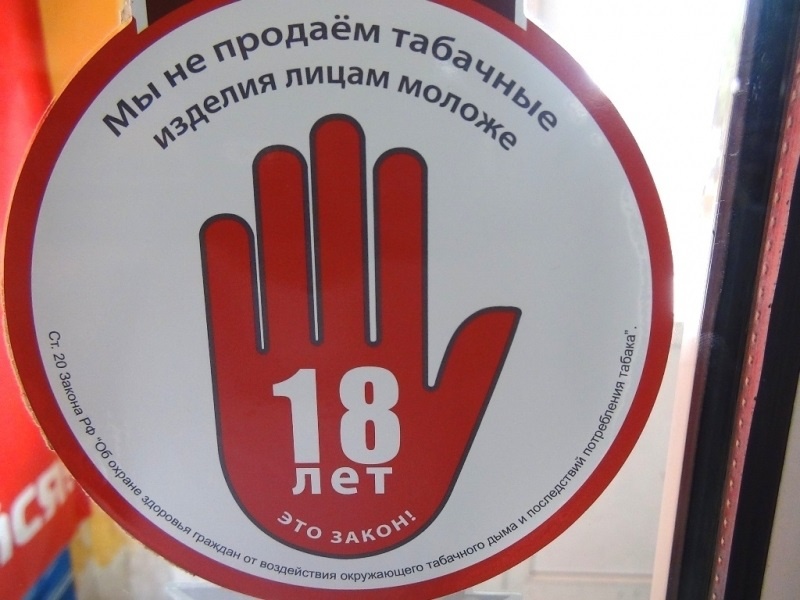 Мы не продаём табачные
изделия лицам моложе
18
лет
ЭТО ЗАКОН!
Ст. 20 Закона РФ "Об охране здоровья граждан от воздействия окружающего табачного дыма и последствий потребления табака".